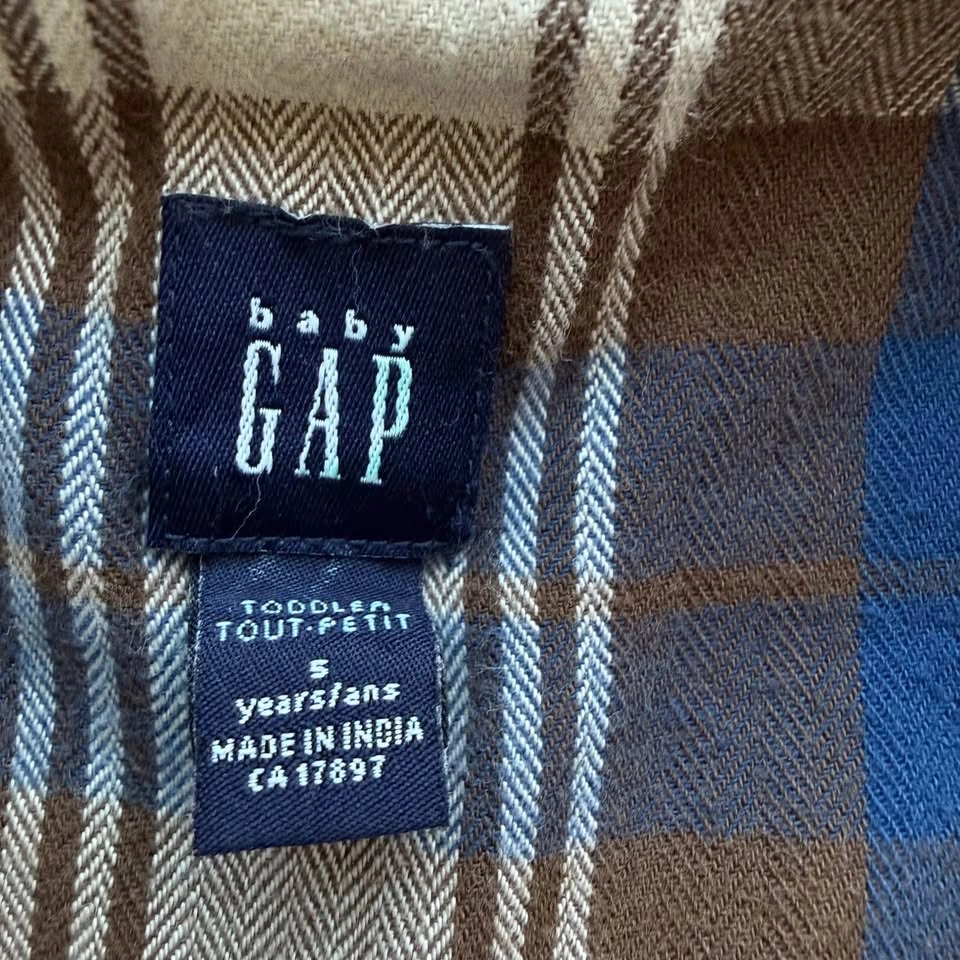 baby
GAP
TODDLER
TOUT-PETIT
5
years/ans
MADE IN INDIA
CA 17897